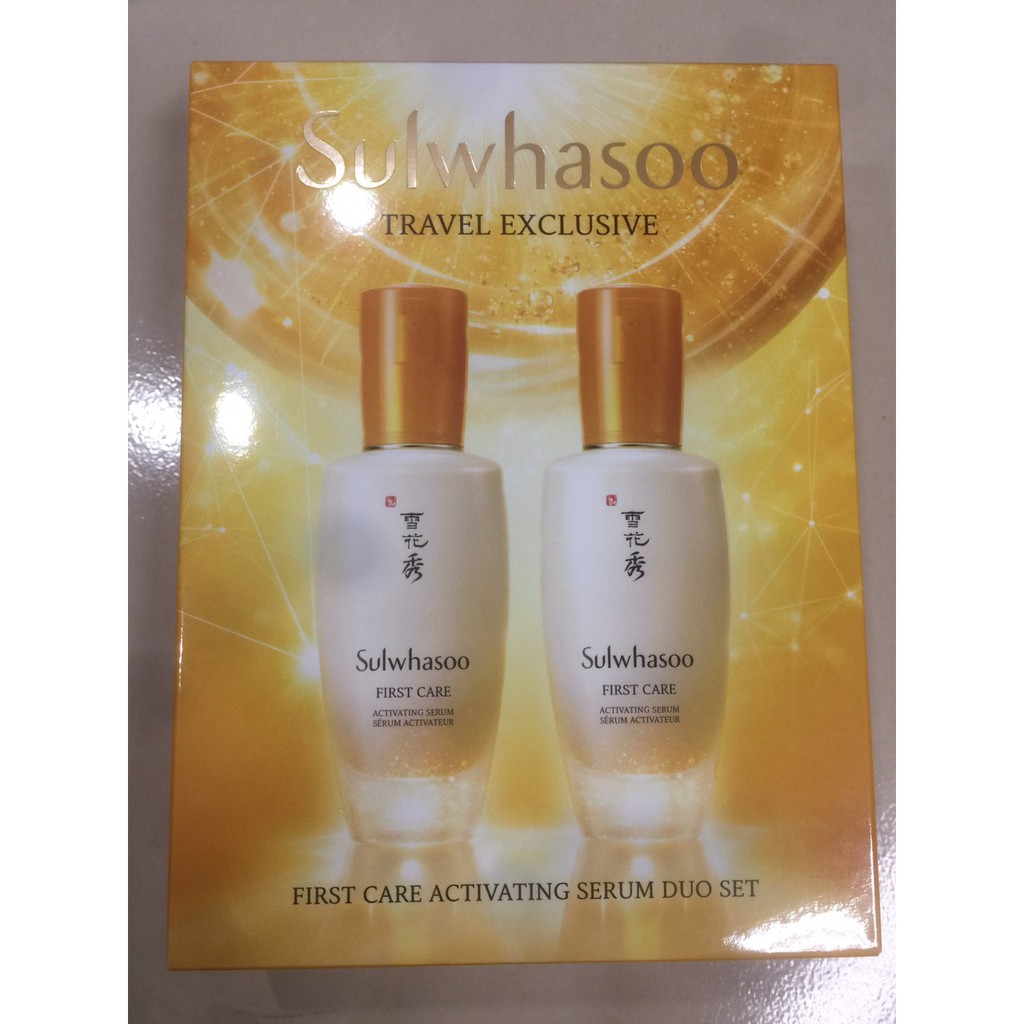 Sulwhasoo
TRAVEL EXCLUSIVE
雪花秀
Sulwhasoo
FIRST CARE
ACTIVATING SERUM
SÉRUM ACTIVATEUR
雪花秀
Sulwhasoo
FIRST CARE
ACTIVATING SERUM
SÉRUM ACTIVATEUR
FIRST CARE ACTIVATING SERUM DUO SET